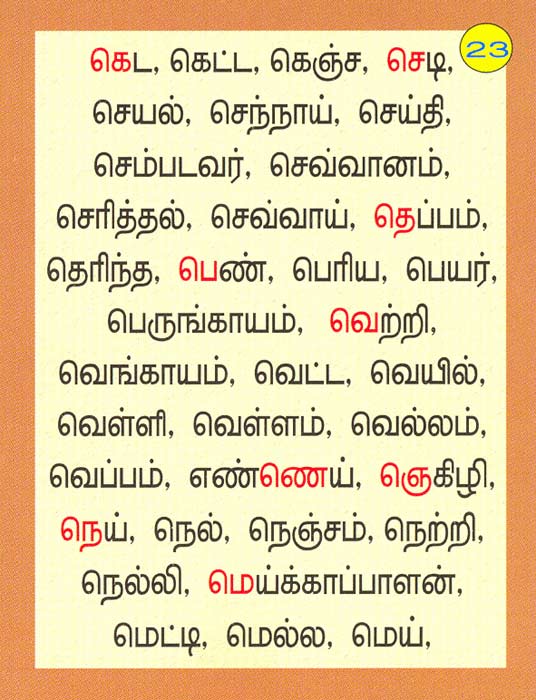 கெட, கெட்ட, கெஞ்ச, செடி, 23
செயல், செந்நாய், செய்தி,
செம்படவர், செவ்வானம்,
செரித்தல், செவ்வாய், தெப்பம்,
தெரிந்த, பெண், பெரிய, பெயர்,
பெருங்காயம், வெற்றி,
வெங்காயம், வெட்ட, வெயில்,
வெள்ளி, வெள்ளம், வெல்லம்,
வெப்பம், எண்ணெய், ஞெகிழி,
நெய், நெல், நெஞ்சம், நெற்றி,
நெல்லி, மெய்க்காப்பாளன்,
மெட்டி, மெல்ல, மெய்,